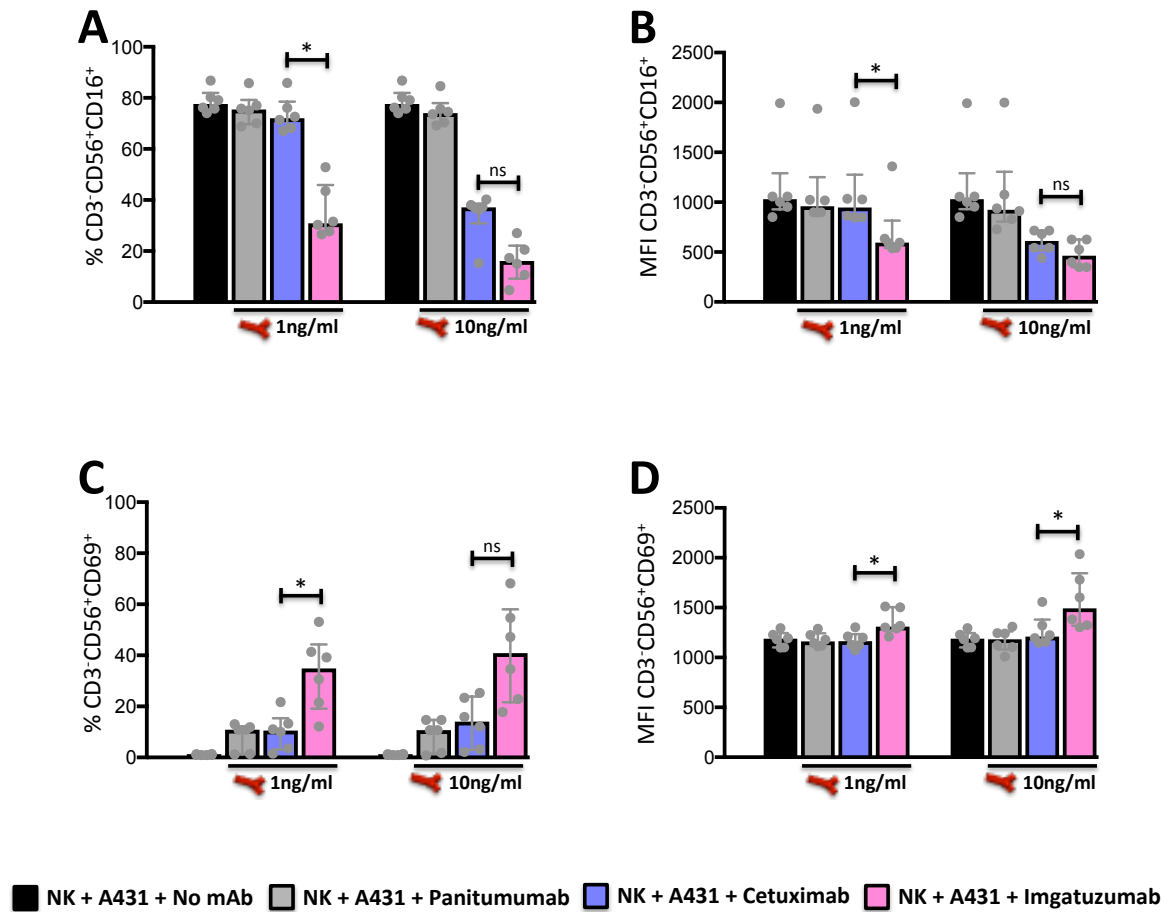 A
B
% CD3⁻CD56⁺CD16⁺
100
80
60
40
20
0
*
ns
1ng/ml
10ng/ml
MFI CD3⁻CD56⁺CD16⁺
2500
2000
1500
1000
500
0
*
ns
1ng/ml
10ng/ml
C
D
% CD3⁻CD56⁺CD69⁺
100
80
60
40
20
0
*
ns
1ng/ml
10ng/ml
MFI CD3⁻CD56⁺CD69⁺
2500
2000
1500
1000
500
0
*
*
1ng/ml
10ng/ml
NK + A431 + No mAb NK + A431 + Panitumumab NK + A431 + Cetuximab NK + A431 + Imgatuzumab